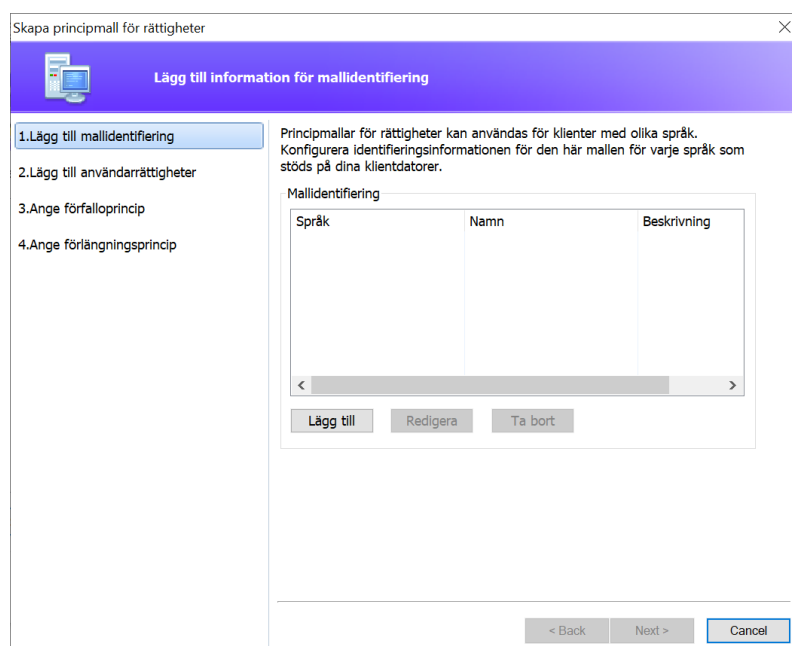 Skapa principmall för rättigheter
Lägg till information för mallidentifiering
1.Lägg till mallidentifiering
2.Lägg till användarrättigheter
3.Ange förfalloprincip
4.Ange förlängningsprincip
Principmallar för rättigheter kan användas för klienter med olika språk.
Konfigurera identifieringsinformationen för den här mallen för varje språk som
stöds på dina klientdatorer.
Mallidentifiering
Språk Namn Beskrivning
Lägg till Redigera Ta bort
< Back Next > Cancel